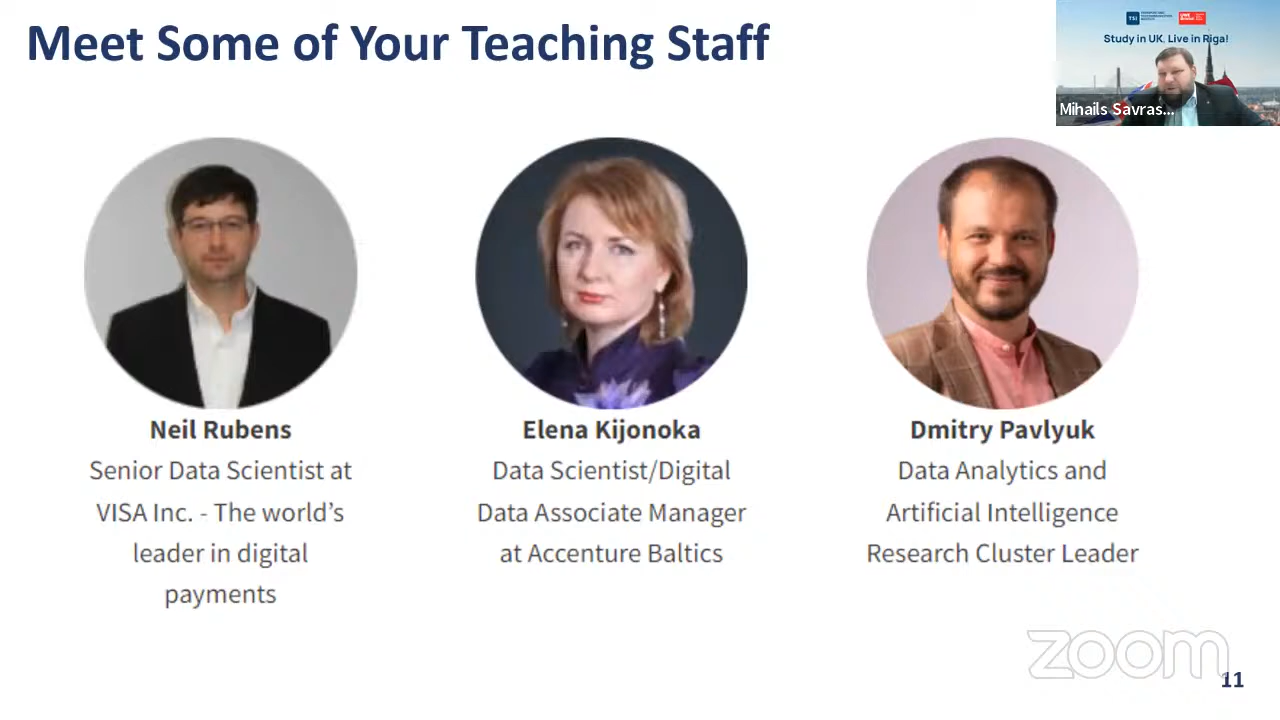 Meet Some of Your Teaching Staff
TSI
Study in UK, Live in Riga!
Mihails Savras...
Neil Rubens
Senior Data Scientist at
VISA Inc. - The world’s
leader in digital
payments
Elena Kijonoka
Data Scientist/Digital
Data Associate Manager
at Accenture Baltics
Dmitry Pavlyuk
Data Analytics and
Artificial Intelligence
Research Cluster Leader
zoom
11